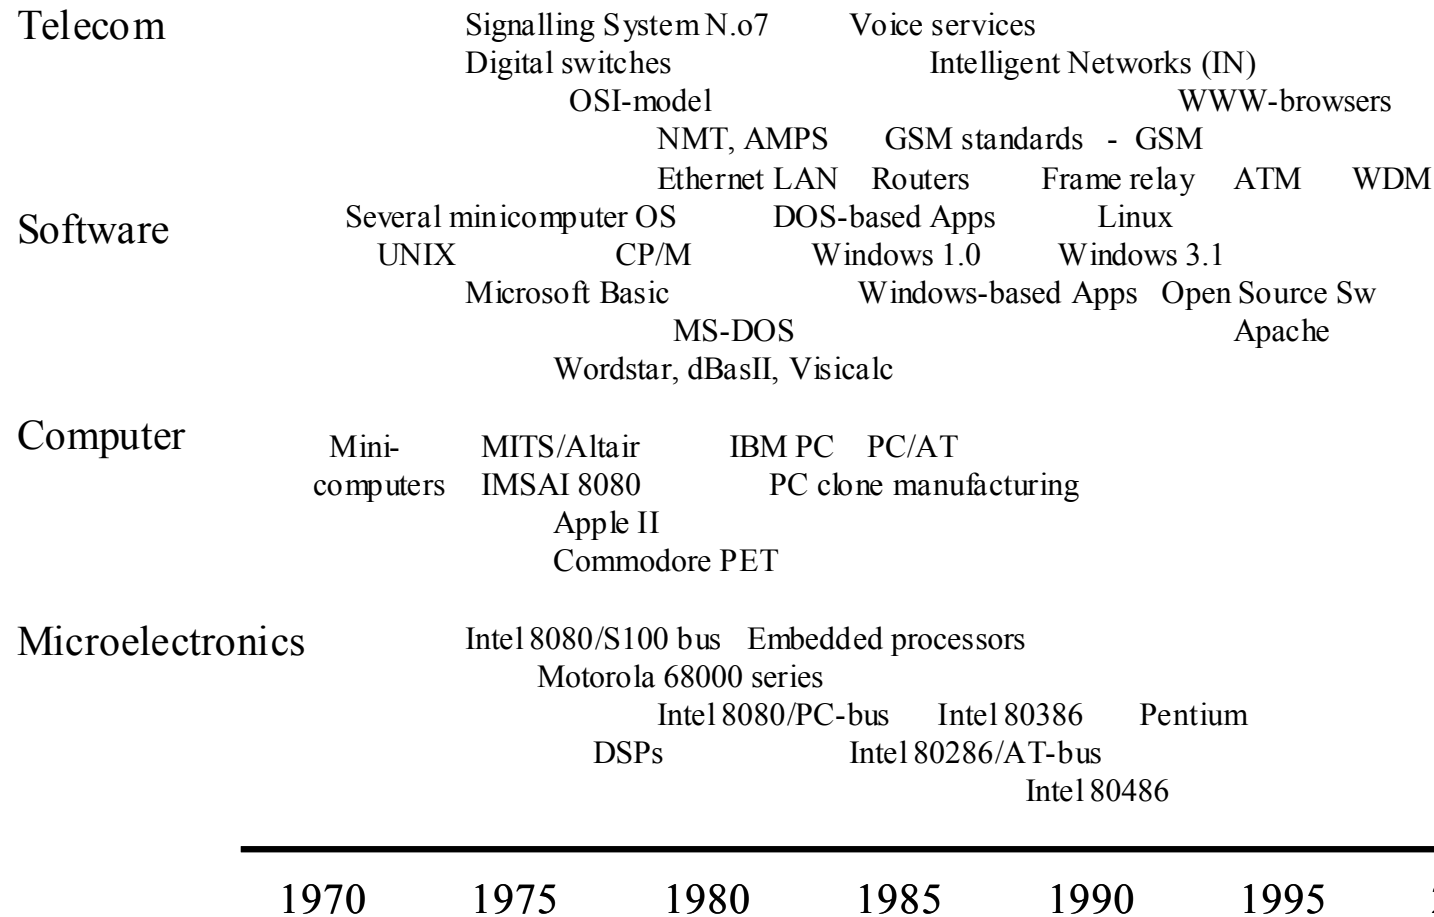 Telecom Signalling System N.o7 Voice services
Digital switches Intelligent Networks (IN)
OSI-model WWW-browsers
NMT, AMPS GSM standards - GSM
Ethernet LAN Routers Frame relay ATM WDM
Software Several minicomputer OS DOS-based Apps Linux
UNIX CP/M Windows 1.0 Windows 3.1
Microsoft Basic Windows-based Apps Open Source Sw
MS-DOS Apache
Wordstar, dBasII, Visicalc
Computer Mini- MITS/Altair IBM PC PC/AT
computers IMSAI 8080 PC clone manufacturing
Apple II
Commodore PET
Microelectronics Intel 8080/S100 bus Embedded processors
Motorola 68000 series
Intel 8080/PC-bus Intel 80386 Pentium
DSPs Intel 80286/AT-bus
Intel 80486
1970 1975 1980 1985 1990 1995